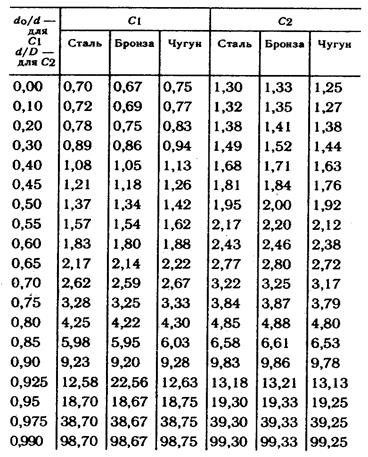 do/d — для C1 d/D — для C2 | C1 | C2
Сталь | Бронза | Чугун | Сталь | Бронза | Чугун
0,00 0,70 0,67 0,75 1,30 1,33 1,25
0,10 0,72 0,69 0,77 1,32 1,35 1,27
0,20 0,78 0,75 0,83 1,38 1,41 1,38
0,30 0,89 0,86 0,94 1,49 1,52 1,44
0,40 1,08 1,05 1,13 1,68 1,71 1,63
0,45 1,21 1,18 1,26 1,81 1,84 1,76
0,50 1,37 1,34 1,42 1,95 2,00 1,92
0,55 1,57 1,54 1,62 2,17 2,20 2,12
0,60 1,83 1,80 1,88 2,43 2,46 2,38
0,65 2,17 2,14 2,22 2,77 2,80 2,72
0,70 2,62 2,59 2,67 3,22 3,25 3,17
0,75 3,28 3,25 3,33 3,84 3,87 3,79
0,80 4,25 4,22 4,30 4,85 4,88 4,80
0,85 5,98 5,95 6,03 6,58 6,61 6,53
0,90 9,23 9,20 9,28 9,83 9,86 9,78
0,925 12,58 22,56 12,63 13,18 13,21 13,13
0,95 18,70 18,67 18,75 19,30 19,33 19,25
0,975 38,70 38,67 38,75 39,30 39,33 39,25
0,990 98,70 98,67 98,75 99,30 99,33 99,25